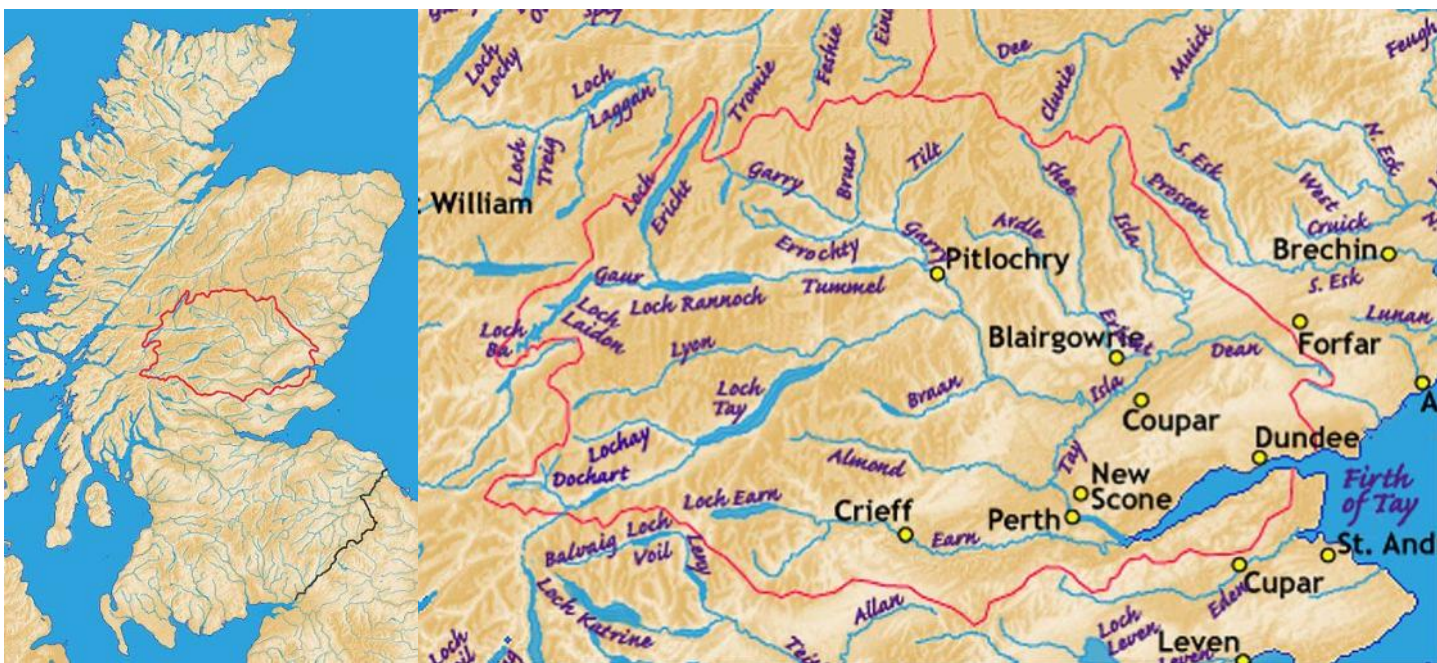 Loch
Lochy
Loch
Laggan
Loch
Treig
. William
Tromie
Feshie
Dee
Clunie
Muick
Feugh
N. Esk
West
Cruick
S. Esk
Prossen
Brechin
S. Esk
Lunan
Forfar
Loch
Ericht
Garry
Bruar
Tilt
Garry
Errochty
Pitlochry
Shee
Ardle
Isla
Gaur
Loch Rannoch
Tummel
Loch
Laidon
Loch
Ba
Lyon
Loch
Tay
Braan
Blairgowrie
Ericht
Isla
Dean
Coupar
Lochay
Dochart
Almond
Tay
New
Scone
Dundee
Firth
of Tay
Loch Earn
Crieff
Earn
Perth
St. And
Balvaig
Loch
Voil
Leny
Loch Katrine
Allan
Teit
Cupar
Eden
Loch
Leven
Leven
Leven